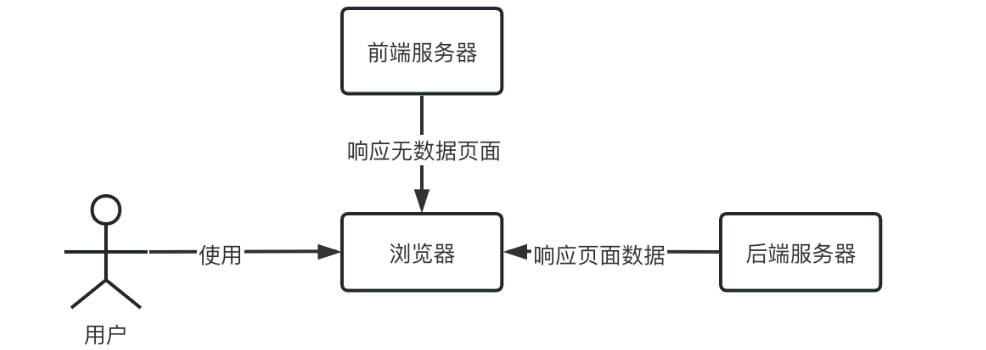 前端服务器
响应无数据页面
使用
浏览器
响应页面数据
后端服务器
用户